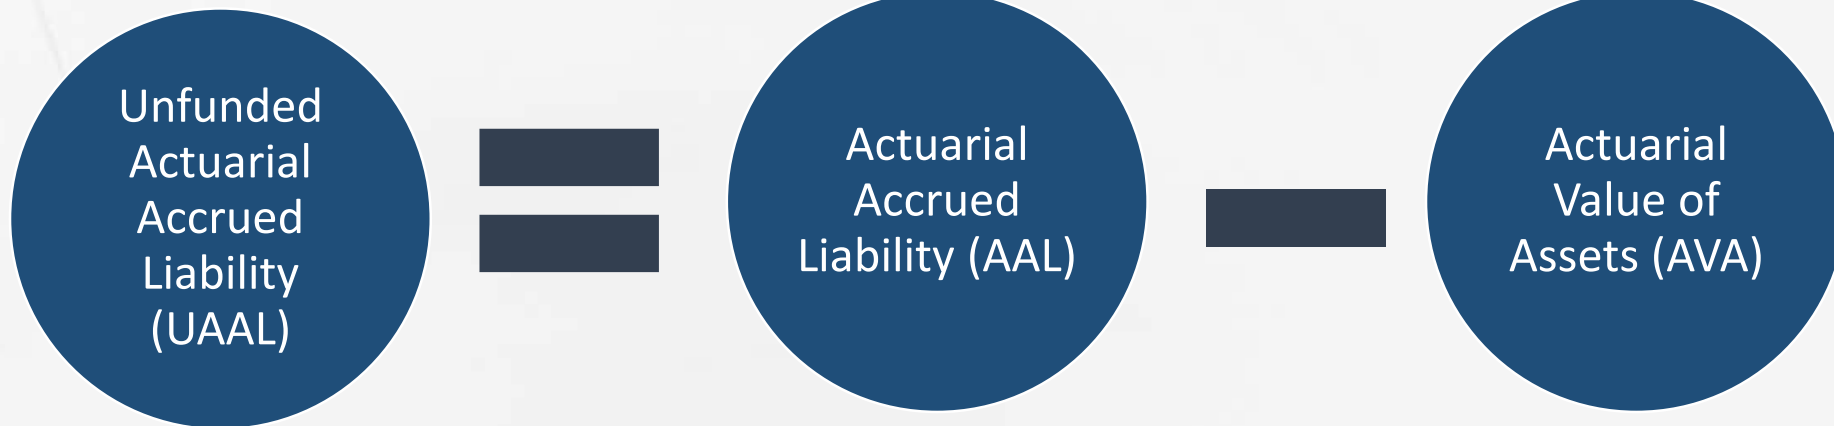 Unfunded
Actuarial
Accrued
Liability
(UAAL)
Actuarial
Accrued
Liability (AAL)
Actuarial
Value of
Assets (AVA)